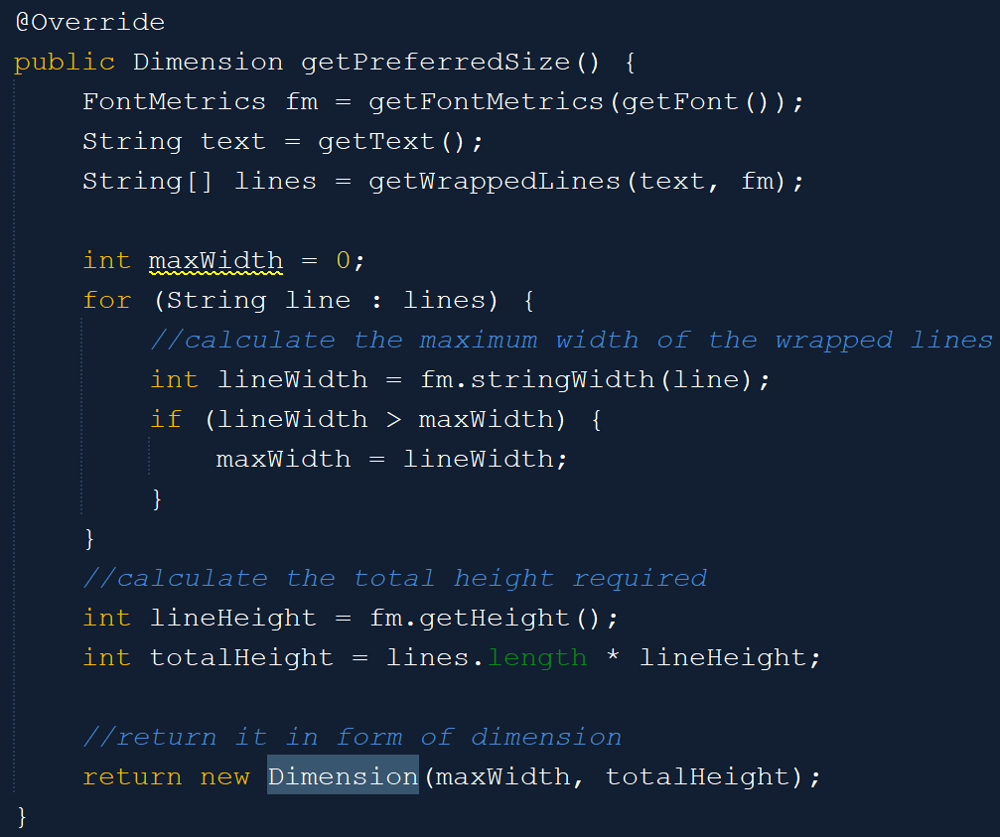 @Override
public Dimension getPreferredSize() {
    FontMetrics fm = getFontMetrics(getFont());
    String text = getText();
    String[] lines = getWrappedLines(text, fm);

    int maxWidth = 0;
    for (String line : lines) {
        //calculate the maximum width of the wrapped lines
        int lineWidth = fm.stringWidth(line);
        if (lineWidth > maxWidth) {
            maxWidth = lineWidth;
        }
    }
    //calculate the total height required
    int lineHeight = fm.getHeight();
    int totalHeight = lines.length * lineHeight;

    //return it in form of dimension
    return new Dimension(maxWidth, totalHeight);
}